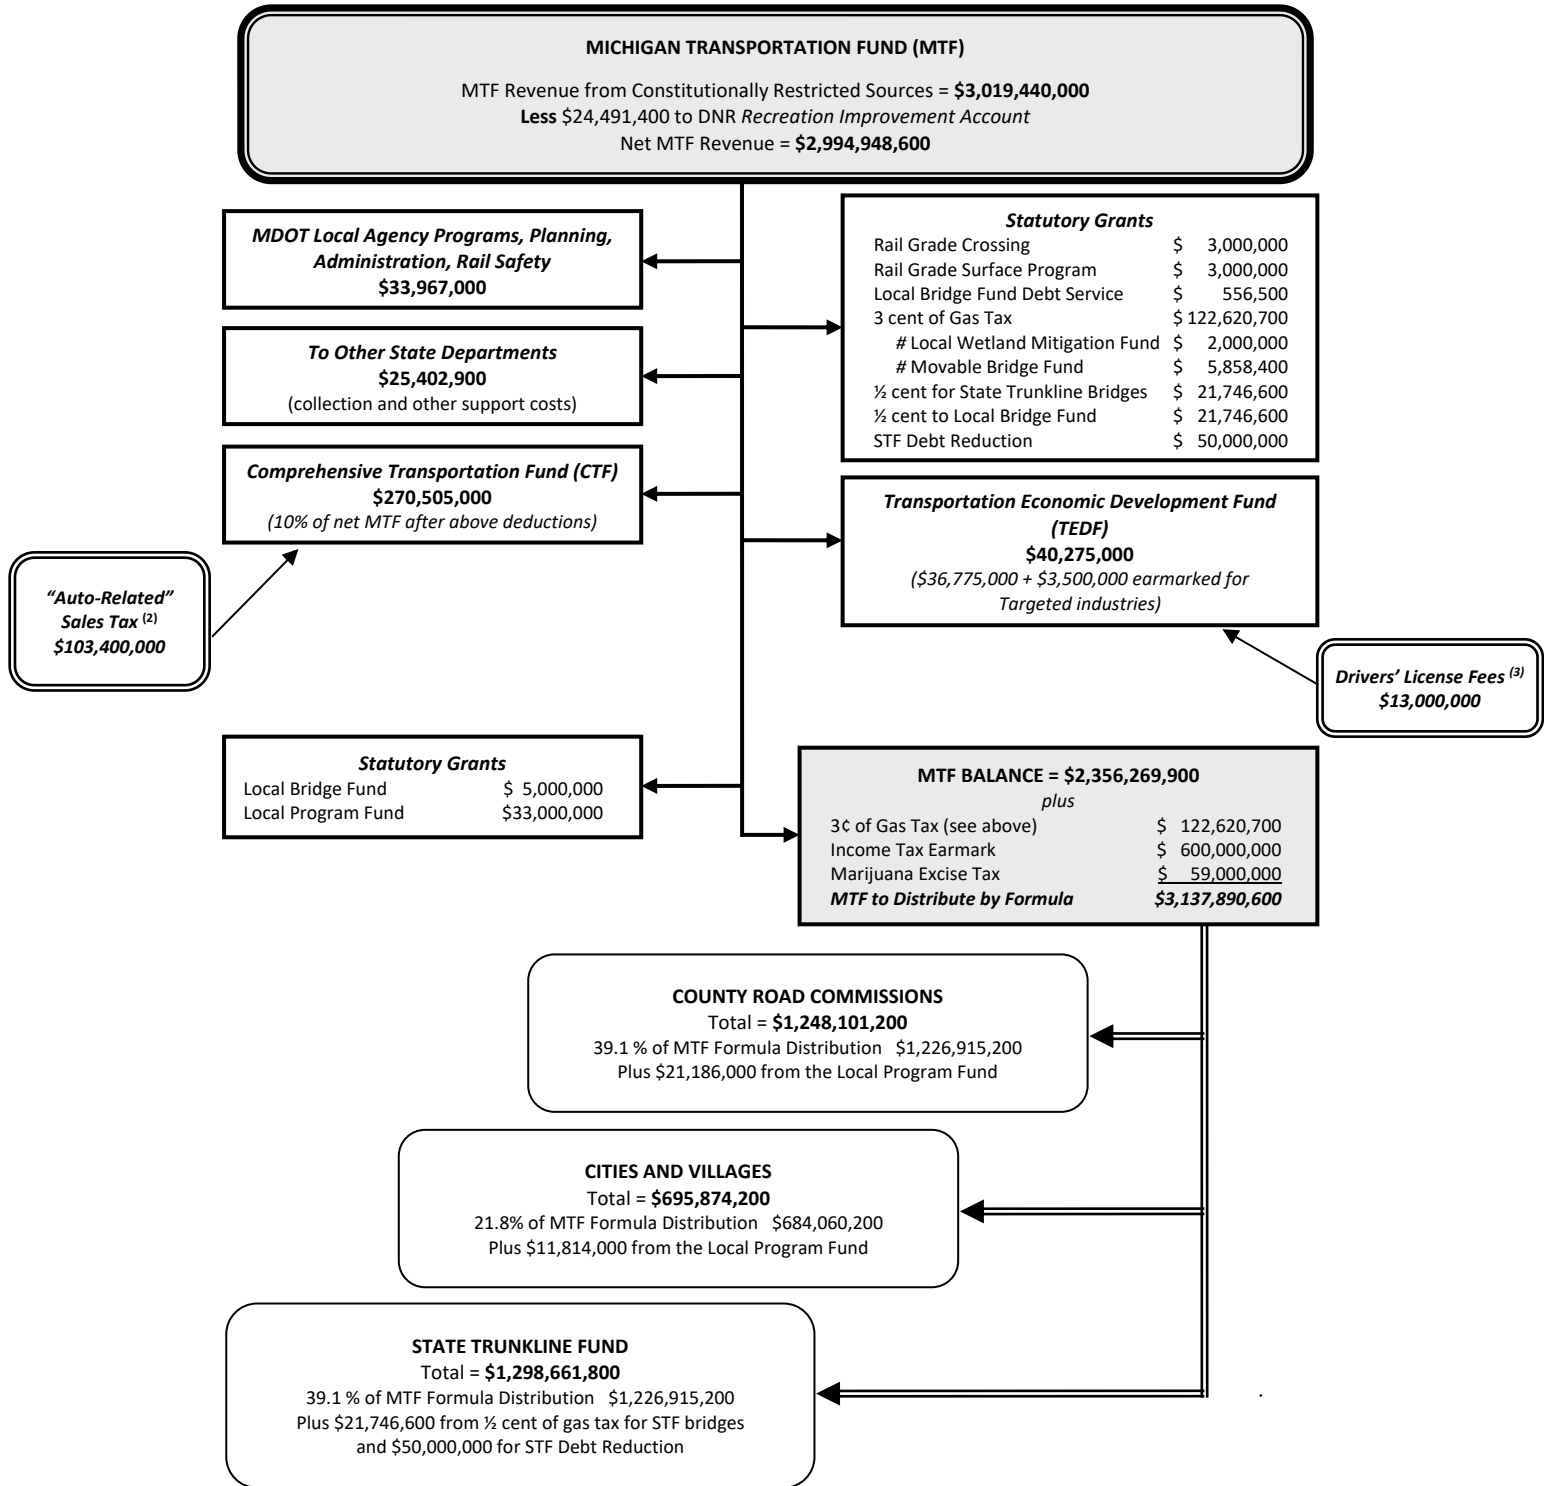 MICHIGAN TRANSPORTATION FUND (MTF)
MTF Revenue from Constitutionally Restricted Sources = $3,019,440,000
Less $24,491,400 to DNR Recreation Improvement Account
Net MTF Revenue = $2,994,948,600
MDOT Local Agency Programs, Planning,
Administration, Rail Safety
$33,967,000
Statutory Grants
Rail Grade Crossing $ 3,000,000
Rail Grade Surface Program $ 3,000,000
Local Bridge Fund Debt Service $ 556,500
3 cent of Gas Tax $ 122,620,700
# Local Wetland Mitigation Fund $ 2,000,000
# Movable Bridge Fund $ 5,858,400
½ cent for State Trunkline Bridges $ 21,746,600
½ cent to Local Bridge Fund $ 21,746,600
STF Debt Reduction $ 50,000,000
To Other State Departments
$25,402,900
(collection and other support costs)
Comprehensive Transportation Fund (CTF)
$270,505,000
(10% of net MTF after above deductions)
Transportation Economic Development Fund
(TEDF)
$40,275,000
($36,775,000 + $3,500,000 earmarked for
Targeted industries)
“Auto-Related”
Sales Tax (2)
$103,400,000
Drivers’ License Fees (3)
$13,000,000
Statutory Grants
Local Bridge Fund $ 5,000,000
Local Program Fund $33,000,000
MTF BALANCE = $2,356,269,900
plus
3¢ of Gas Tax (see above) $ 122,620,700
Income Tax Earmark $ 600,000,000
Marijuana Excise Tax $ 59,000,000
MTF to Distribute by Formula $3,137,890,600
COUNTY ROAD COMMISSIONS
Total = $1,248,101,200
39.1 % of MTF Formula Distribution $1,226,915,200
Plus $21,186,000 from the Local Program Fund
CITIES AND VILLAGES
Total = $695,874,200
21.8% of MTF Formula Distribution $684,060,200
Plus $11,814,000 from the Local Program Fund
STATE TRUNKLINE FUND
Total = $1,298,661,800
39.1 % of MTF Formula Distribution $1,226,915,200
Plus $21,746,600 from ½ cent of gas tax for STF bridges
and $50,000,000 for STF Debt Reduction
.